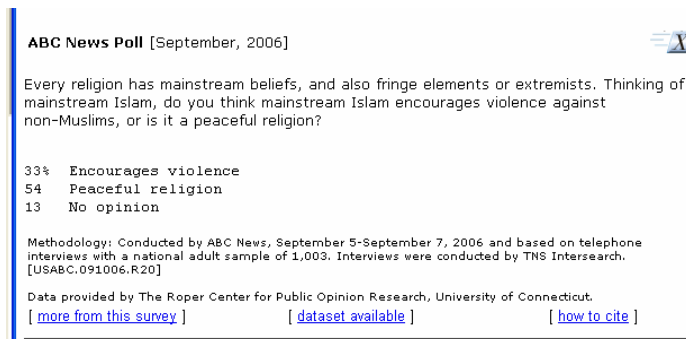 ABC News Poll [September, 2006]
X
Every religion has mainstream beliefs, and also fringe elements or extremists. Thinking of
mainstream Islam, do you think mainstream Islam encourages violence against
non-Muslims, or is it a peaceful religion?
33% Encourages violence
54 Peaceful religion
13 No opinion
Methodology: Conducted by ABC News, September 5-September 7, 2006 and based on telephone
interviews with a national adult sample of 1,003. Interviews were conducted by TNS Intersearch.
[USABC.091006.R20]
Data provided by The Roper Center for Public Opinion Research, University of Connecticut.
[ more from this survey ] [ dataset available ] [ how to cite ]